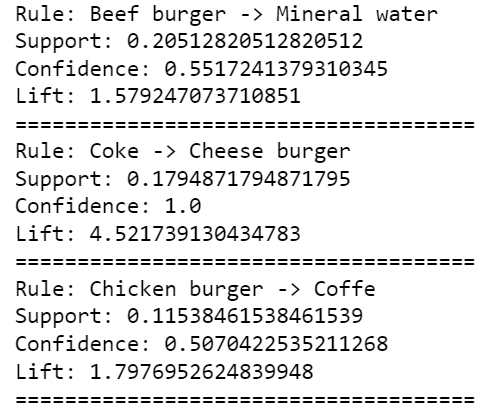 Rule: Beef burger -> Mineral water
Support: 0.20512820512820512
Confidence: 0.5517241379310345
Lift: 1.579247073710851
=====================================
Rule: Coke -> Cheese burger
Support: 0.1794871794871795
Confidence: 1.0
Lift: 4.521739130434783
=====================================
Rule: Chicken burger -> Coffe
Support: 0.11538461538461539
Confidence: 0.5070422535211268
Lift: 1.7976952624839948
=====================================